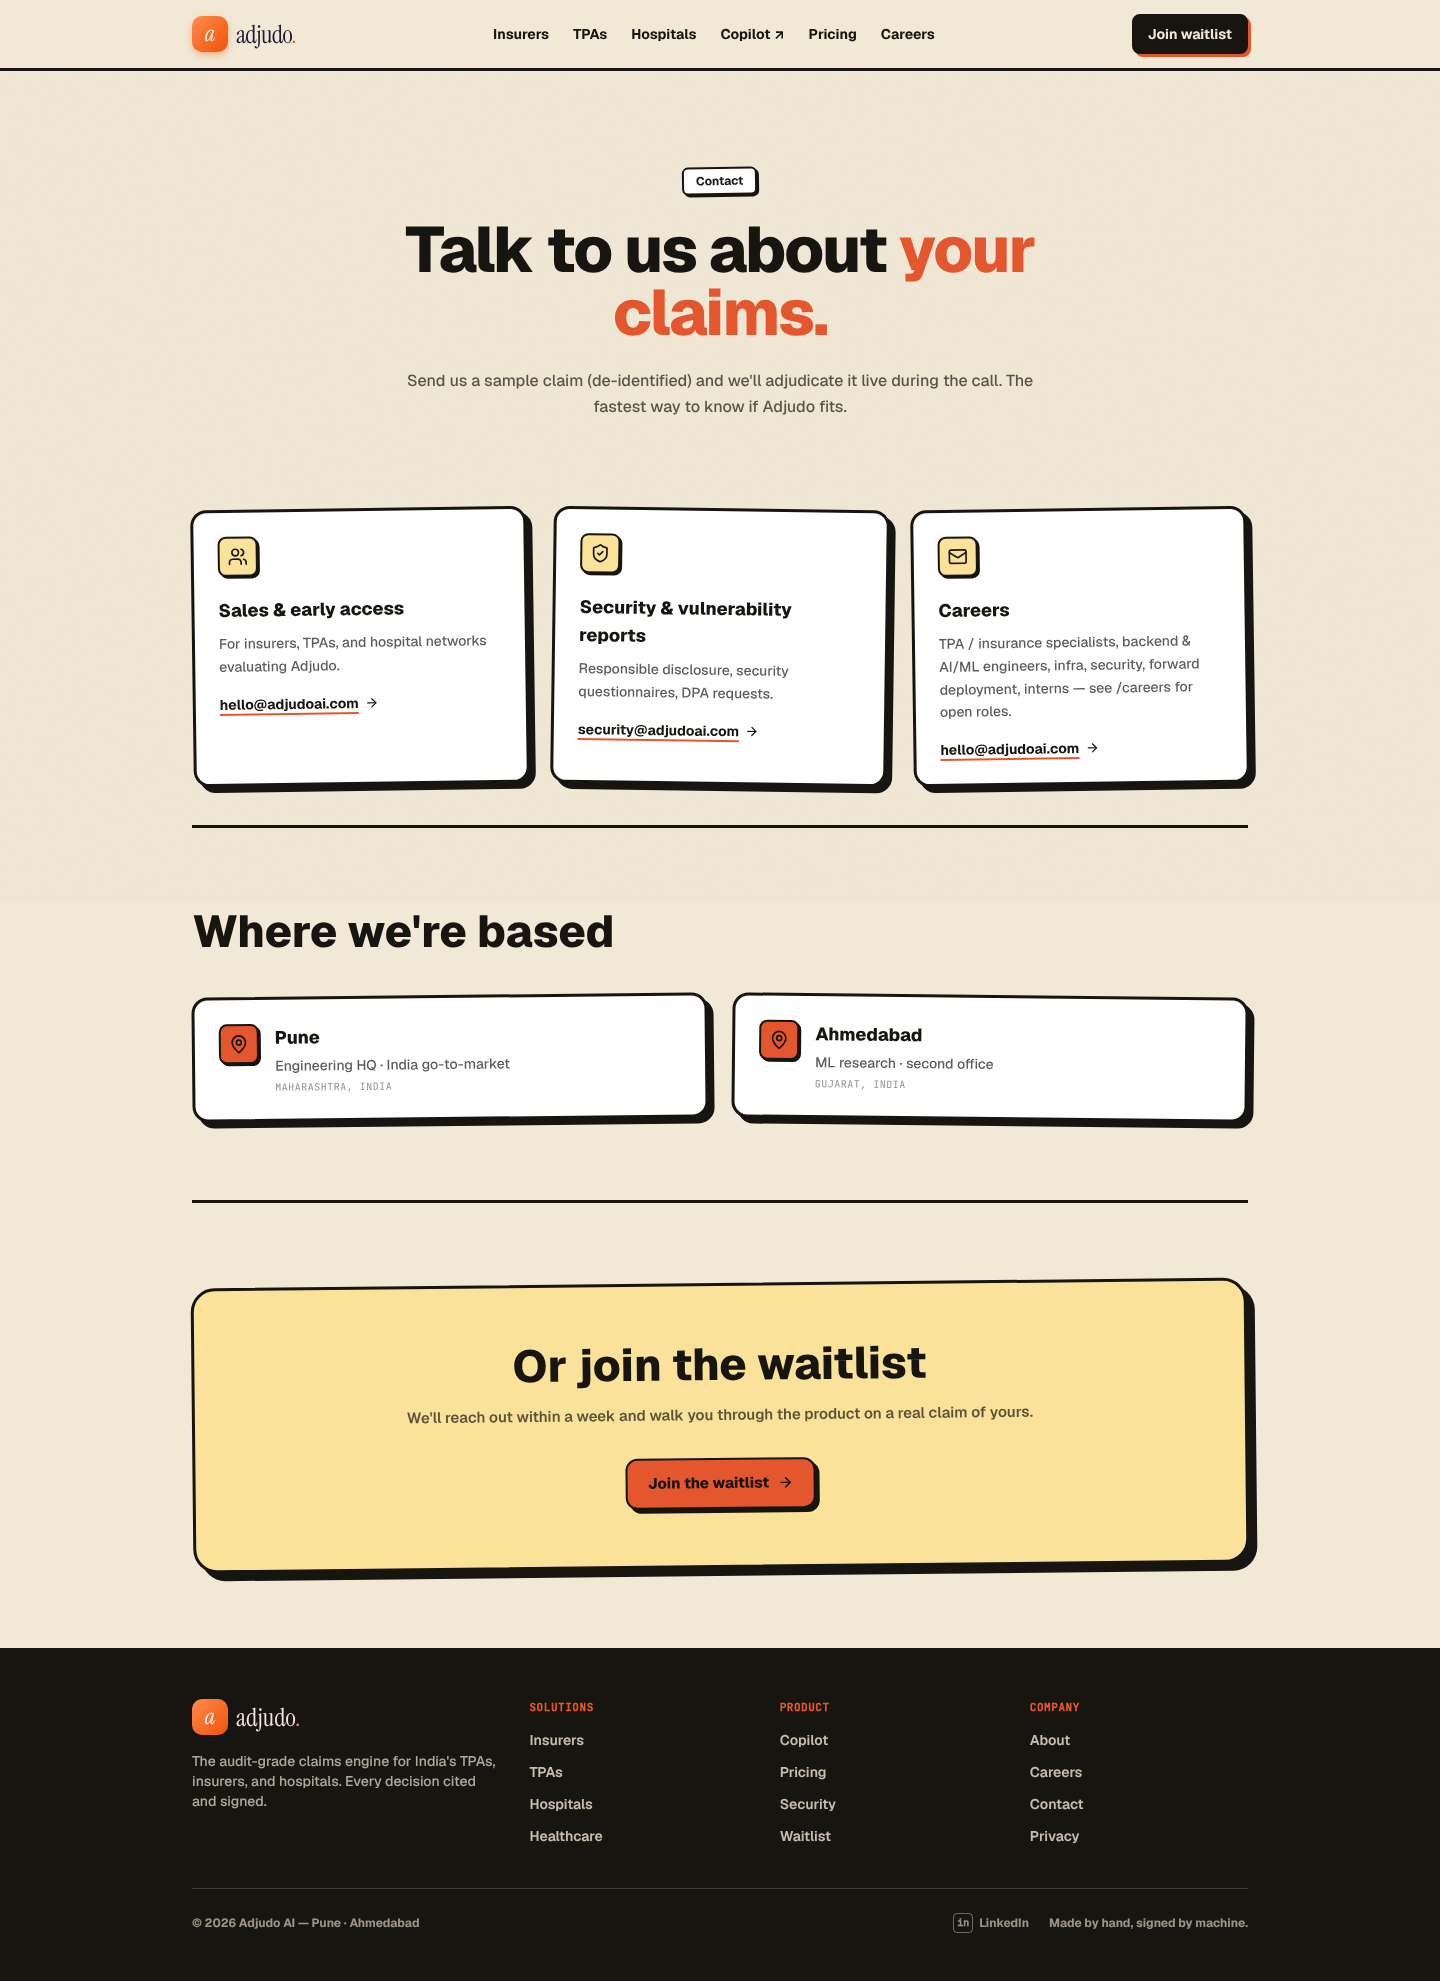 a adjudo.
Insurers TPAs Hospitals Copilot ↗ Pricing Careers
Join waitlist
Contact
Talk to us about your
claims.
Send us a sample claim (de-identified) and we'll adjudicate it live during the call. The
fastest way to know if Adjudo fits.
Sales & early access
For insurers, TPAs, and hospital networks
evaluating Adjudo.
hello@adjudoai.com →
Security & vulnerability
reports
Responsible disclosure, security
questionnaires, DPA requests.
security@adjudoai.com →
Careers
TPA / insurance specialists, backend &
AI/ML engineers, infra, security, forward
deployment, interns — see /careers for
open roles.
hello@adjudoai.com →
Where we're based
Pune
Engineering HQ · India go-to-market
MAHARASHTRA, INDIA
Ahmedabad
ML research · second office
GUJARAT, INDIA
Or join the waitlist
We'll reach out within a week and walk you through the product on a real claim of yours.
Join the waitlist →
a adjudo.
The audit-grade claims engine for India's TPAs,
insurers, and hospitals. Every decision cited
and signed.
SOLUTIONS
Insurers
TPAs
Hospitals
Healthcare
PRODUCT
Copilot
Pricing
Security
Waitlist
COMPANY
About
Careers
Contact
Privacy
© 2026 Adjudo AI — Pune · Ahmedabad
in LinkedIn
Made by hand, signed by machine.